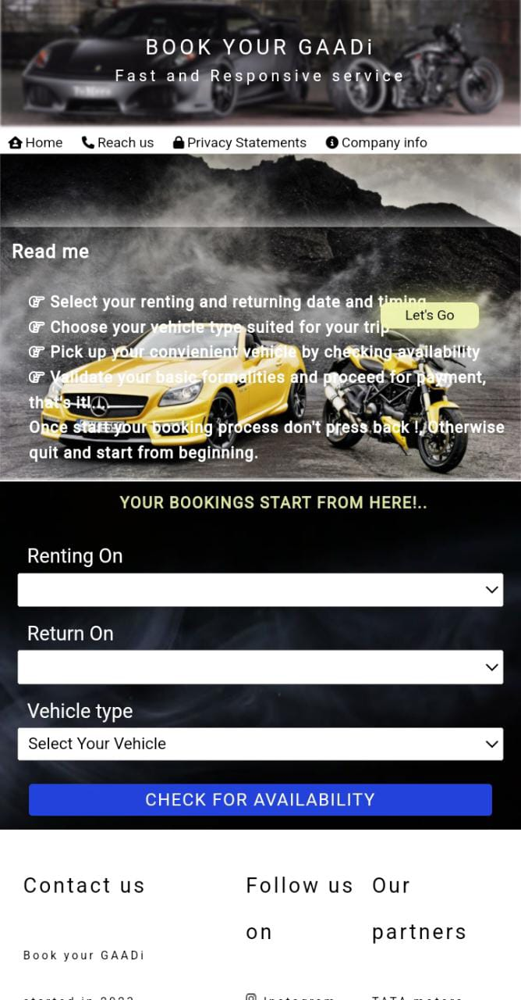 BOOK YOUR GAADi
Fast and Responsive service
Home Reach us Privacy Statements Company info
Read me
☞ Select your renting and returning date and timing
Let's Go
☞ Choose your vehicle type suited for your trip
☞ Pick up your convienient vehicle by checking availability
☞ Validate your basic formalities and proceed for payment,
that's it!...
Once start your booking process don't press back !, Otherwise
quit and start from beginning.
YOUR BOOKINGS START FROM HERE!..
Renting On
Return On
Vehicle type
Select Your Vehicle
CHECK FOR AVAILABILITY
Contact us
Follow us
on
Our
partners
Book your GAADi
started in 2023
Instagram
TATA motors